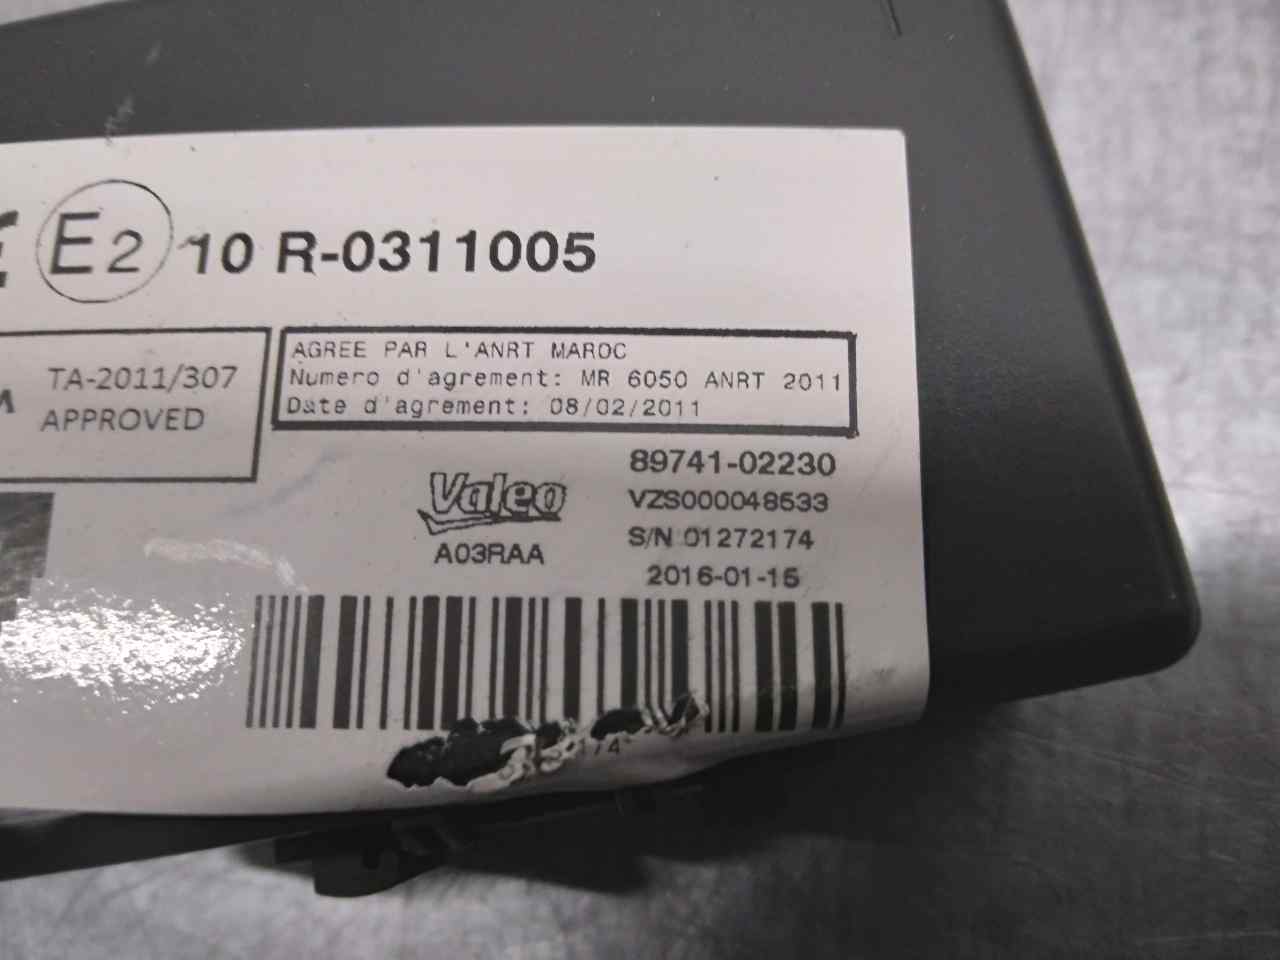 E2 10 R-0311005
TA-2011/307
APPROVED
AGREE PAR L'ANRT MAROC
Numero d'agrement: MR 6050 ANRT 2011
Date d'agrement: 08/02/2011
Valeo
A03RAA
89741-02230
VZS000048533
S/N 01272174
2016-01-15